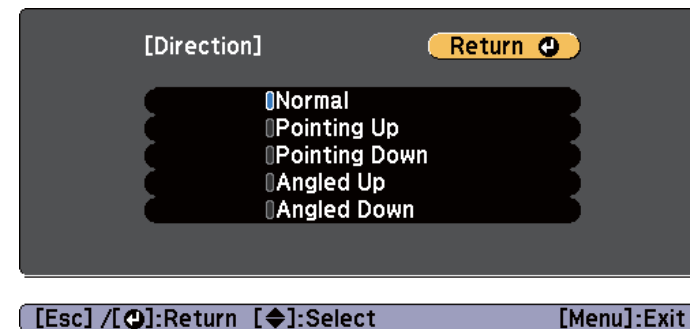 [Direction] Return
Normal
Pointing Up
Pointing Down
Angled Up
Angled Down
[Esc] /[ ]:Return [ ]:Select [Menu]:Exit